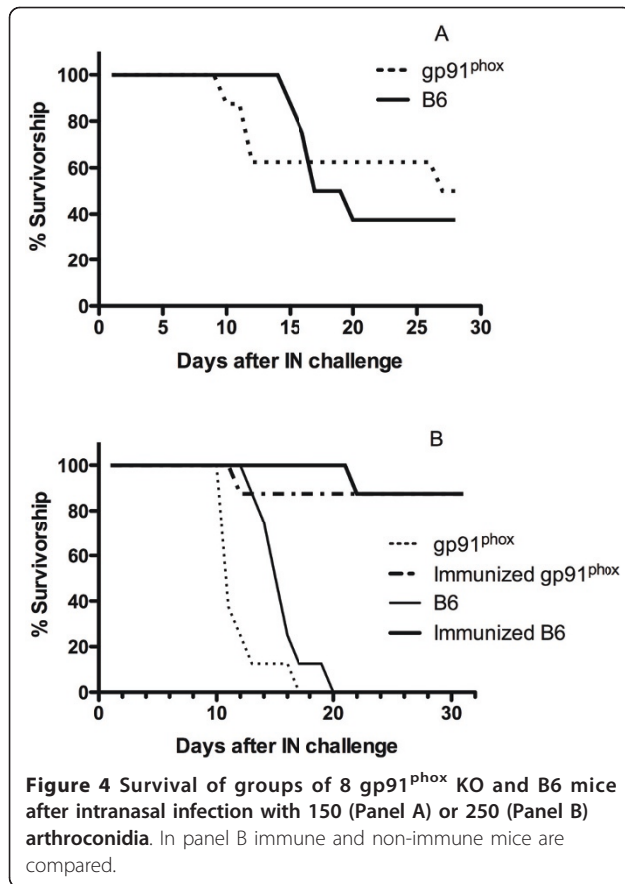 A
gp91phox
B6
100
80
60
40
20
0
% Survivorship
0 5 10 15 20 25 30
Days after IN challenge
B
100
80
60
40
20
0
% Survivorship
gp91phox
Immunized gp91phox
B6
Immunized B6
0 10 20 30
Days after IN challenge
Figure 4 Survival of groups of 8 gp91phox KO and B6 mice
after intranasal infection with 150 (Panel A) or 250 (Panel B)
arthroconidia. In panel B immune and non-immune mice are
compared.